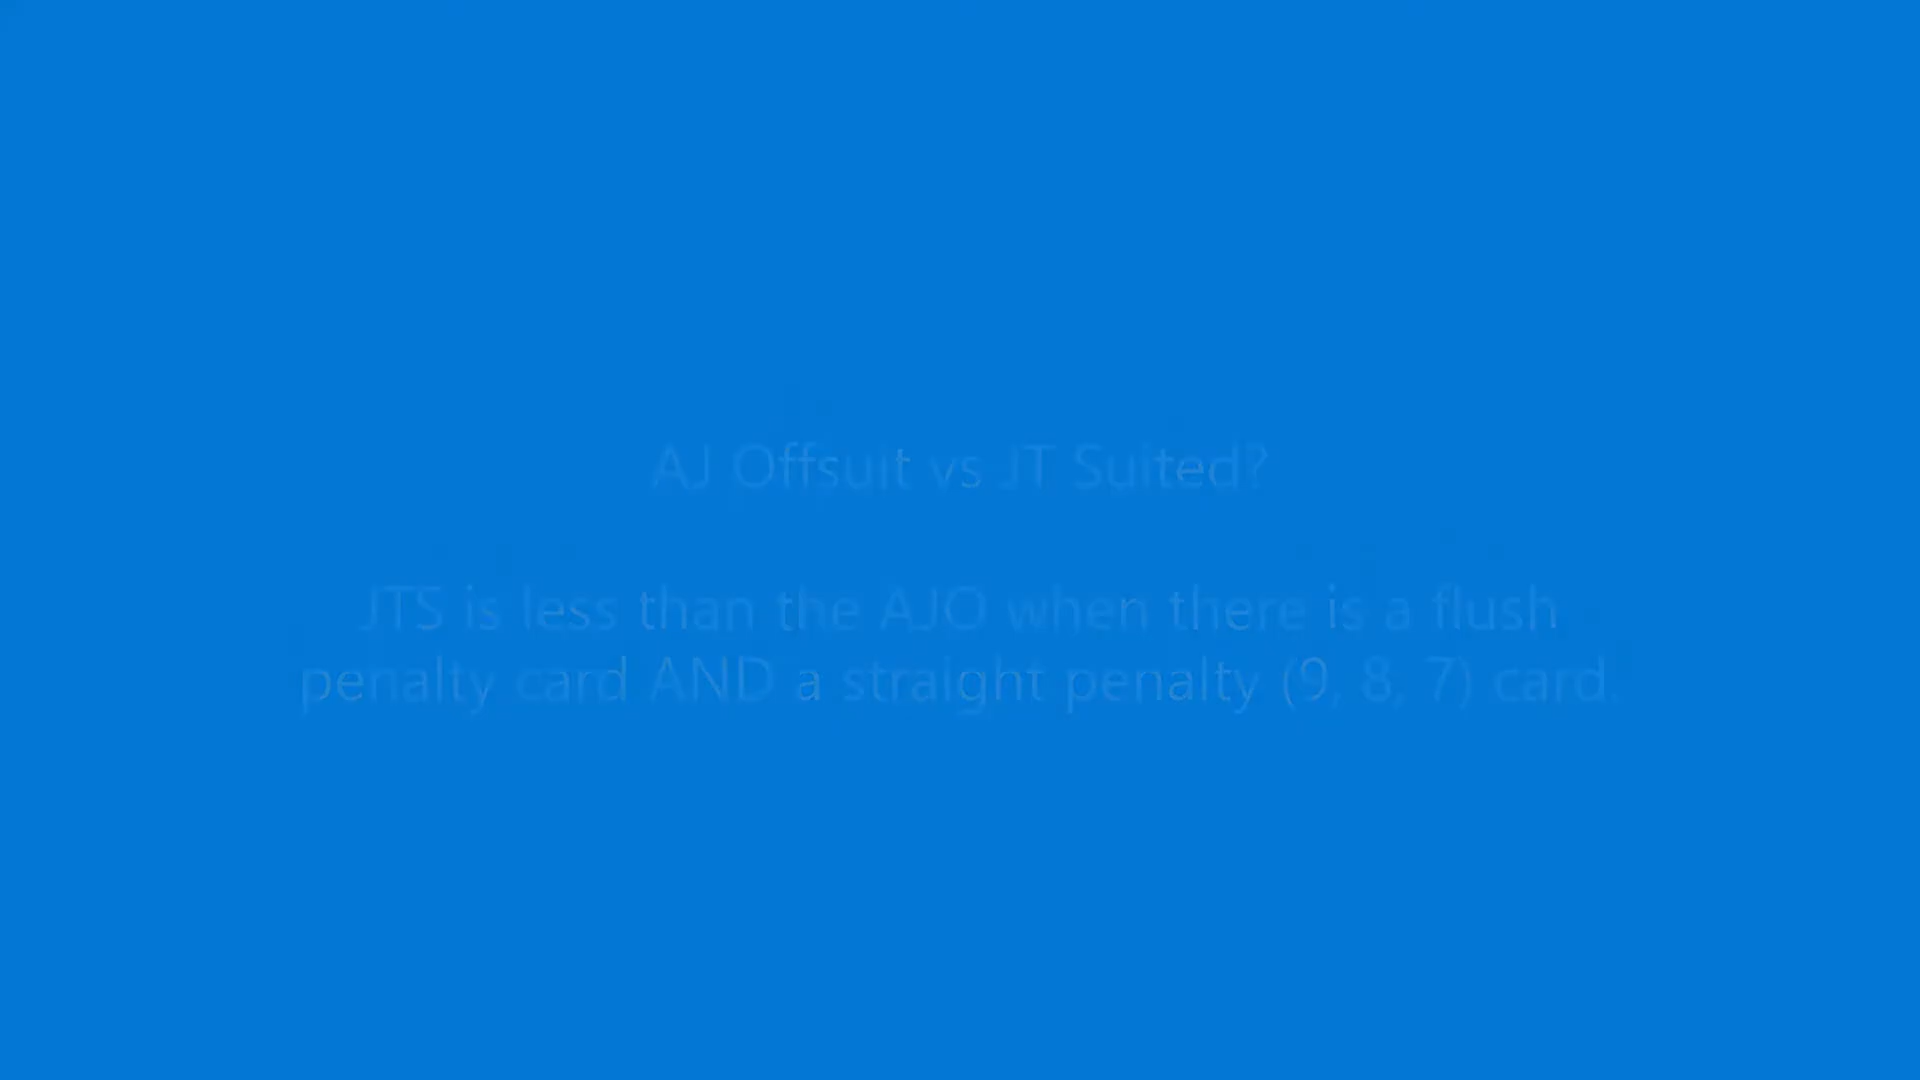 AJ Offsuit vs JT Suited?
JTS is less than the AJO when there is a flush
penalty card AND a straight penalty (9, 8, 7) card.